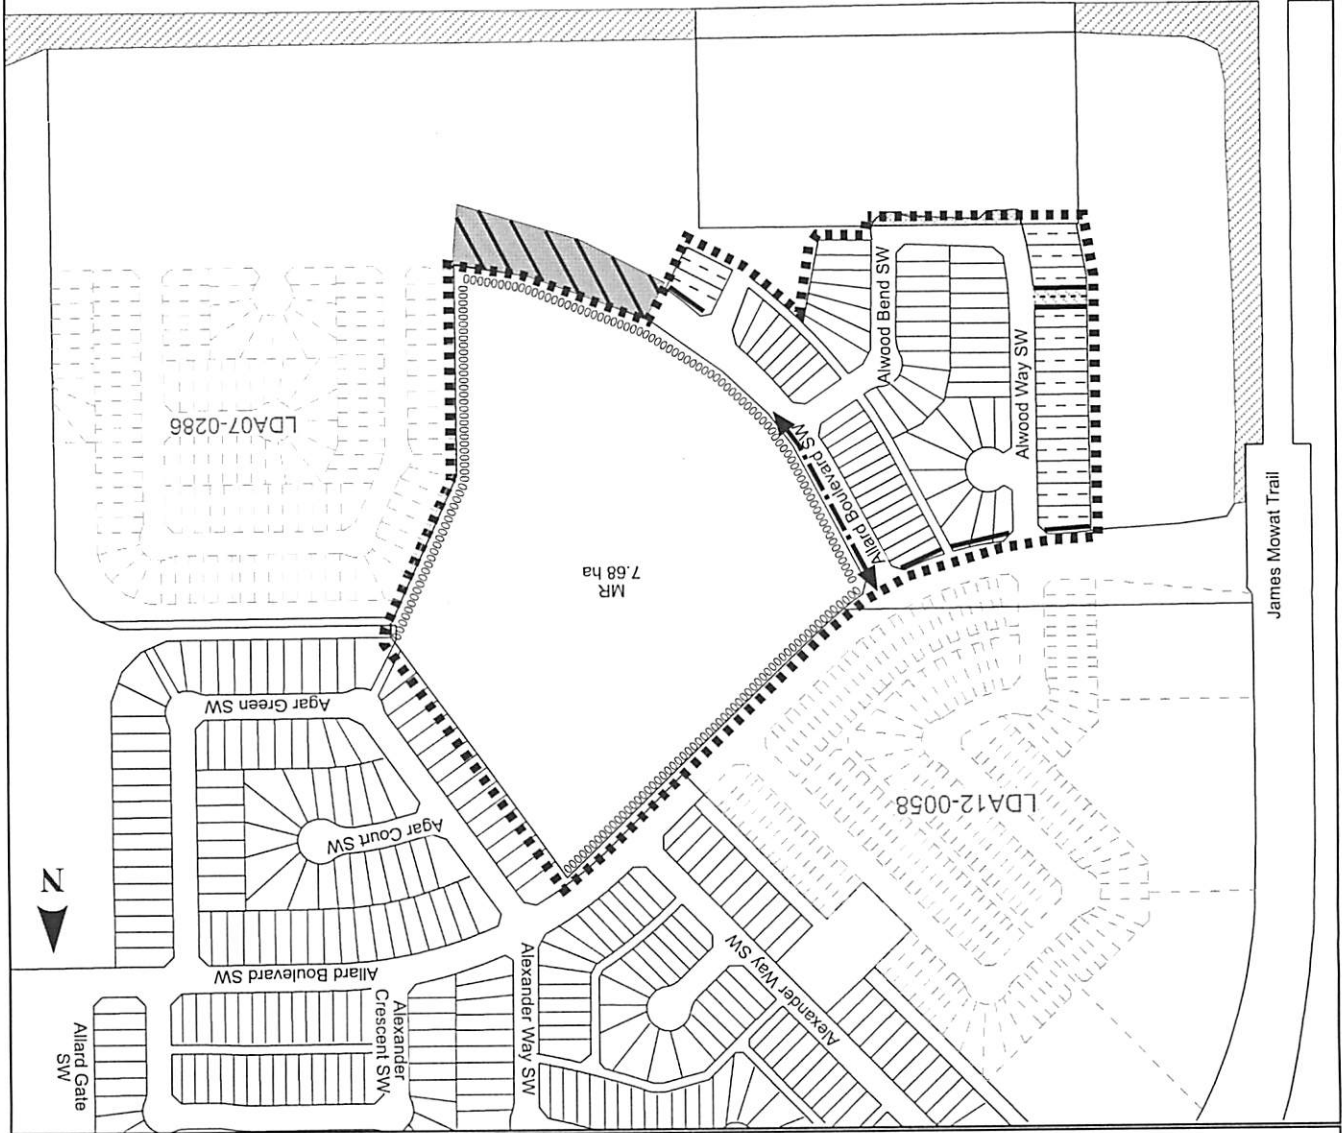 James Mowat Trail
Alwood Bend SW
Alwood Way SW
Allard Boulevard
SW
LDA07-0286
MR
7.68 ha
Agar Green SW
LDA12-0058
Agar Court SW
N
Alexander Way SW
Allard Boulevard SW
Alexander Way SW
Alexander
Crescent SW
Allard Gate
SW